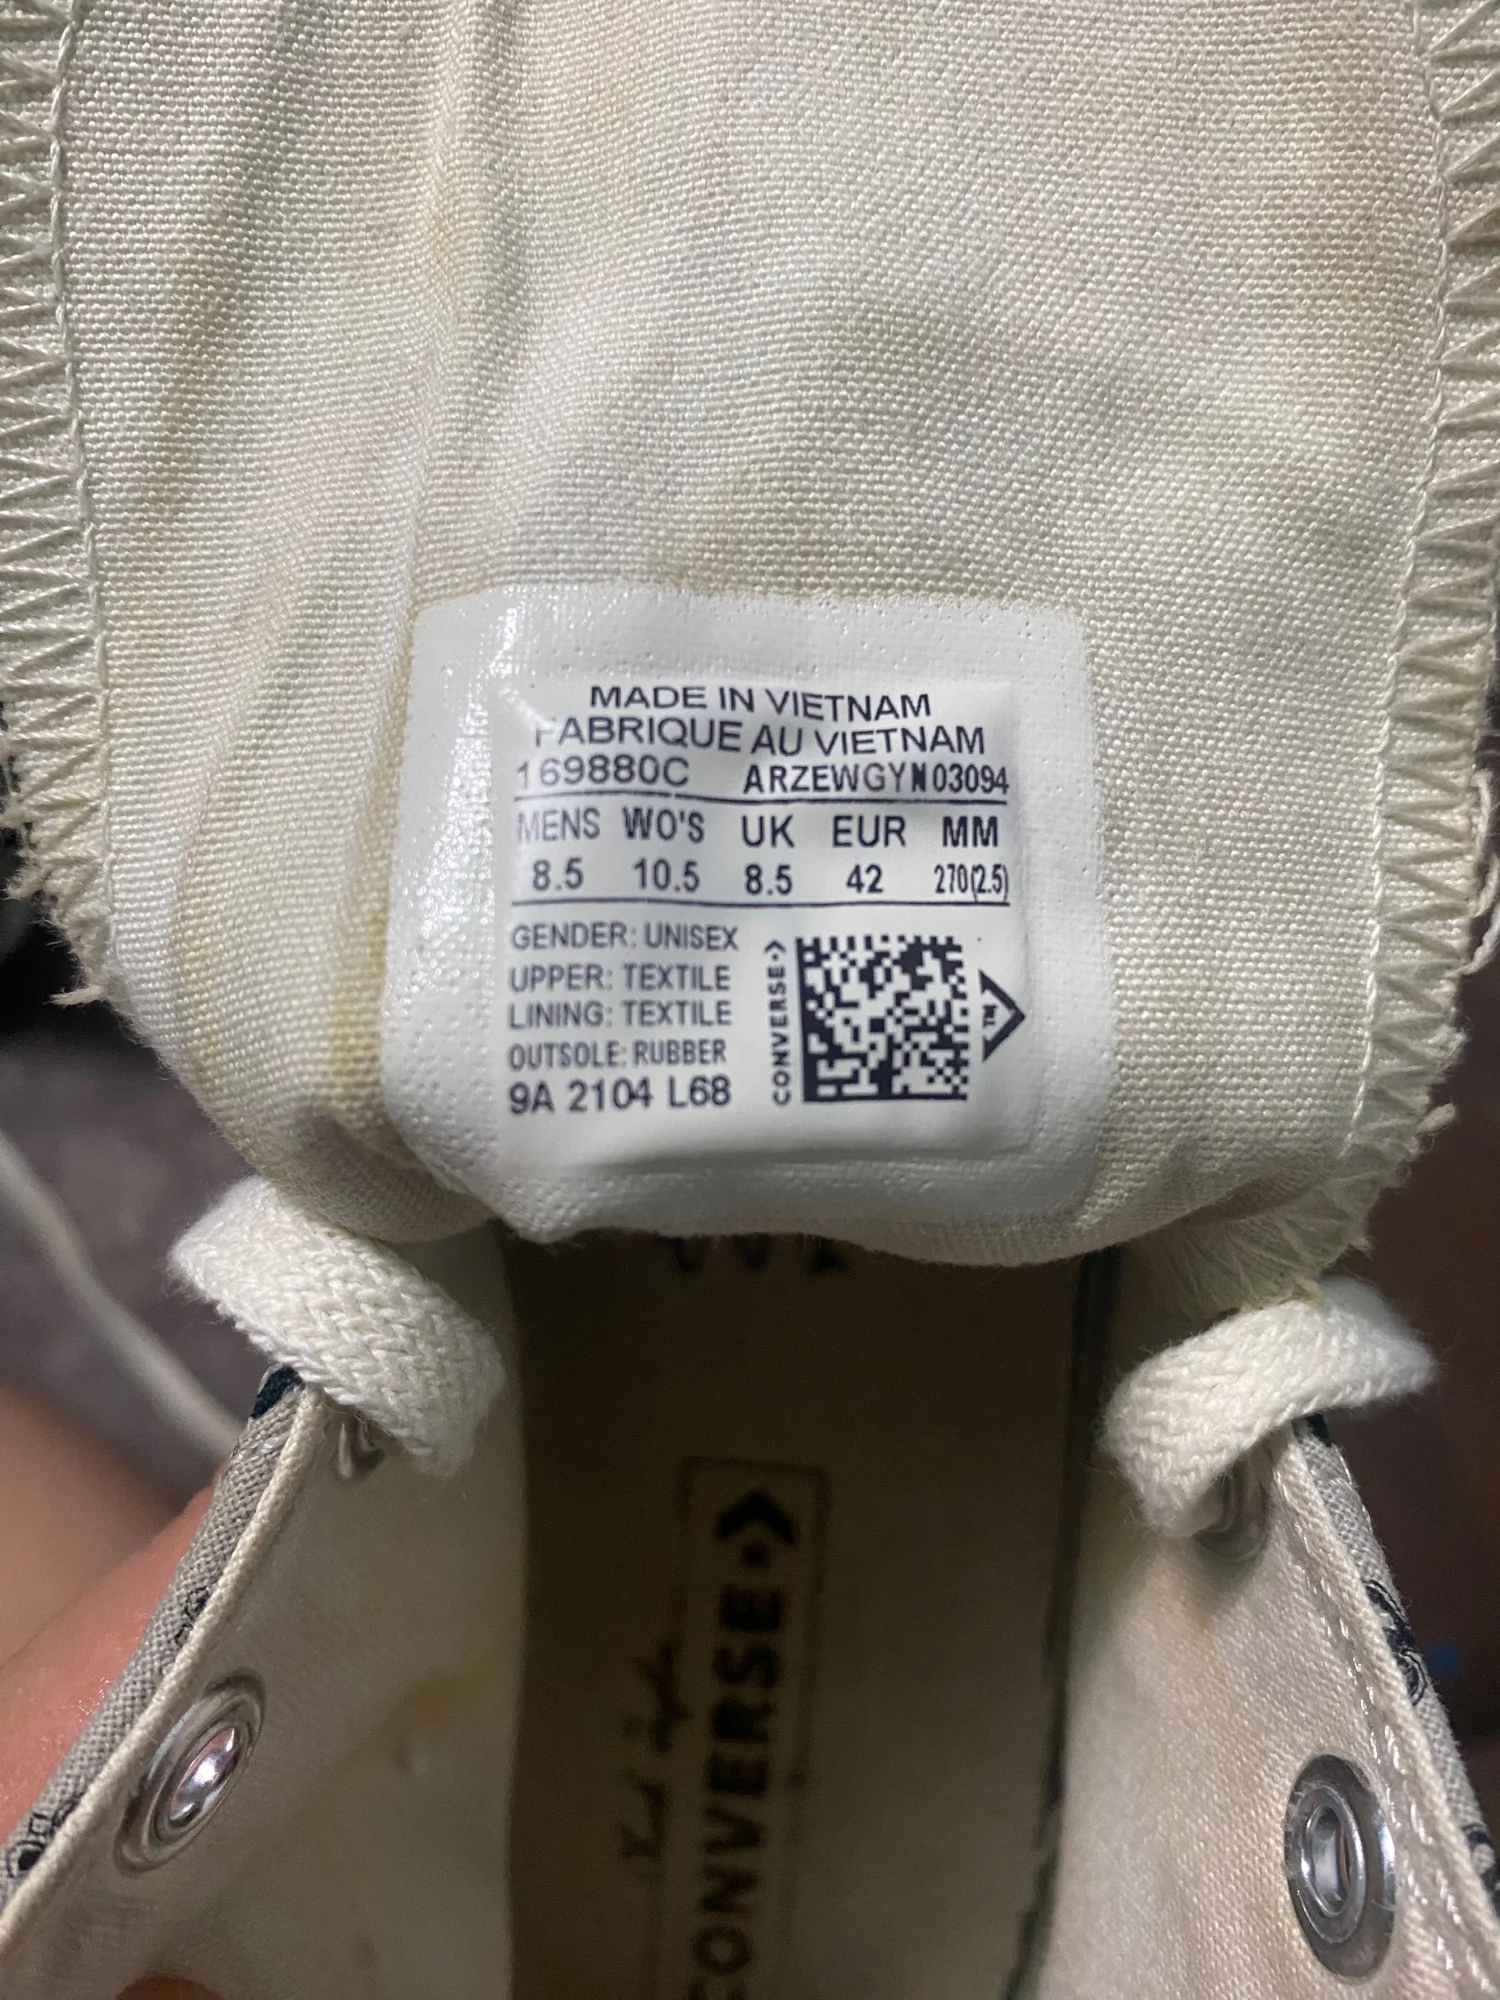 MADE IN VIETNAM
FABRIQUE AU VIETNAM
169880C ARZEWGYN03094
MENS WO'S UK EUR MM
8.5 10.5 8.5 42 270(2.5)
GENDER: UNISEX
UPPER: TEXTILE
LINING: TEXTILE
OUTSOLE: RUBBER
9A 2104 L68
CONVERSE
TM
CONVERSE